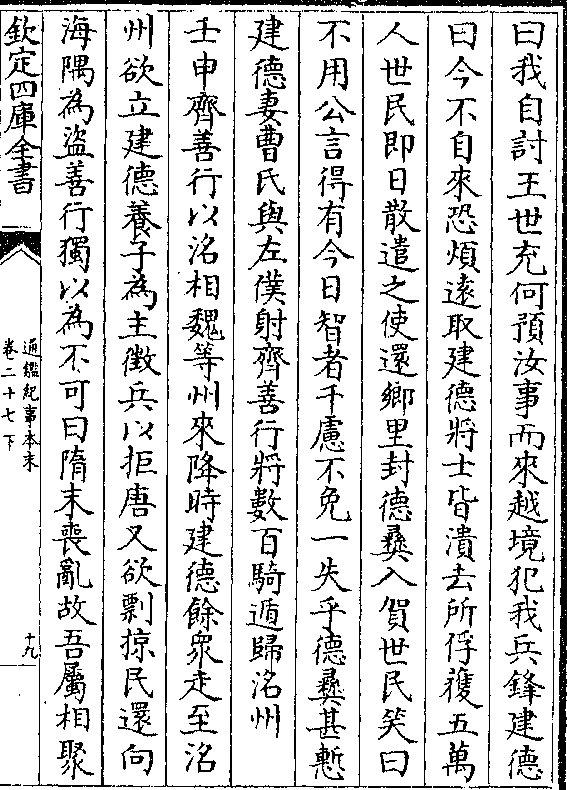 曰我自討王世充何預汝事而來越境犯我兵鋒建德
曰今不自來恐煩逺取建德將士皆潰去所俘獲五萬
人世民即日散遣之使還鄉里封德彞入賀世民笑曰
不用公言得有今日智者千慮不免一失乎德彞甚慙
建德妻曹氏與左僕射齊善行將數百騎遁歸洺州
壬申齊善行以洺相魏等州來降時建德餘衆走至洺
州欲立建德養子為主徵兵以拒唐又欲剽掠民還向
海隅為盜善行獨以為不可曰隋末喪亂故吾屬相聚
欽定四庫全書
通鑑紀事本末
卷二十七下
十九